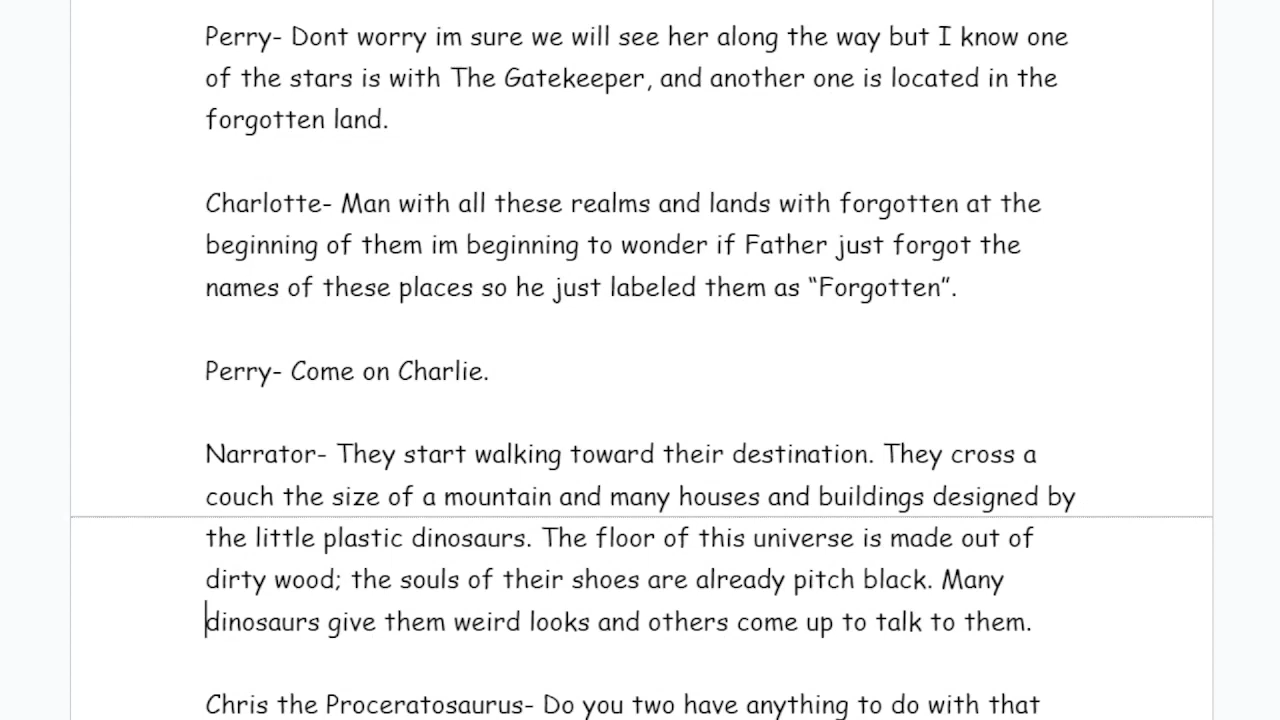 Perry- Dont worry im sure we will see her along the way but I know one
of the stars is with The Gatekeeper, and another one is located in the
forgotten land.
Charlotte- Man with all these realms and lands with forgotten at the
beginning of them im beginning to wonder if Father just forgot the
names of these places so he just labeled them as “Forgotten”.
Perry- Come on Charlie.
Narrator- They start walking toward their destination. They cross a
couch the size of a mountain and many houses and buildings designed by
the little plastic dinosaurs. The floor of this universe is made out of
dirty wood; the souls of their shoes are already pitch black. Many
dinosaurs give them weird looks and others come up to talk to them.
Chris the Proceratosaurus- Do you two have anything to do with that